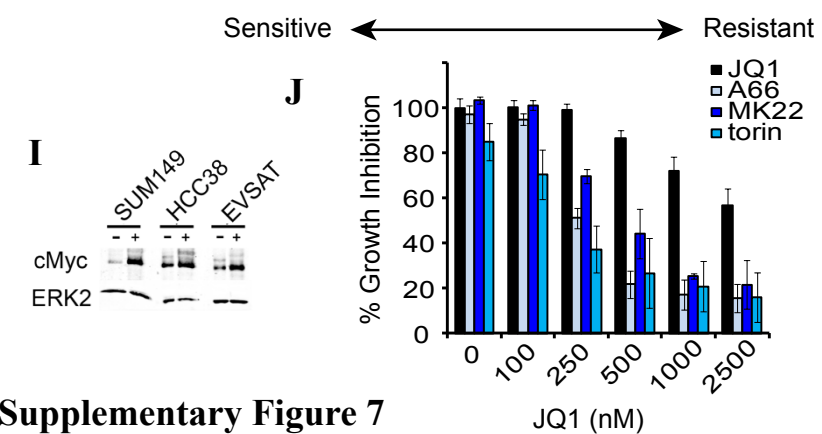 Sensitive Resistant
I
SUM149 HCC38 EVSAT
- + - + - +
cMyc
ERK2
J
JQ1
A66
MK22
torin
% Growth Inhibition
100
80
60
40
20
0
0 100 250 500 1000 2500
JQ1 (nM)
Supplementary Figure 7